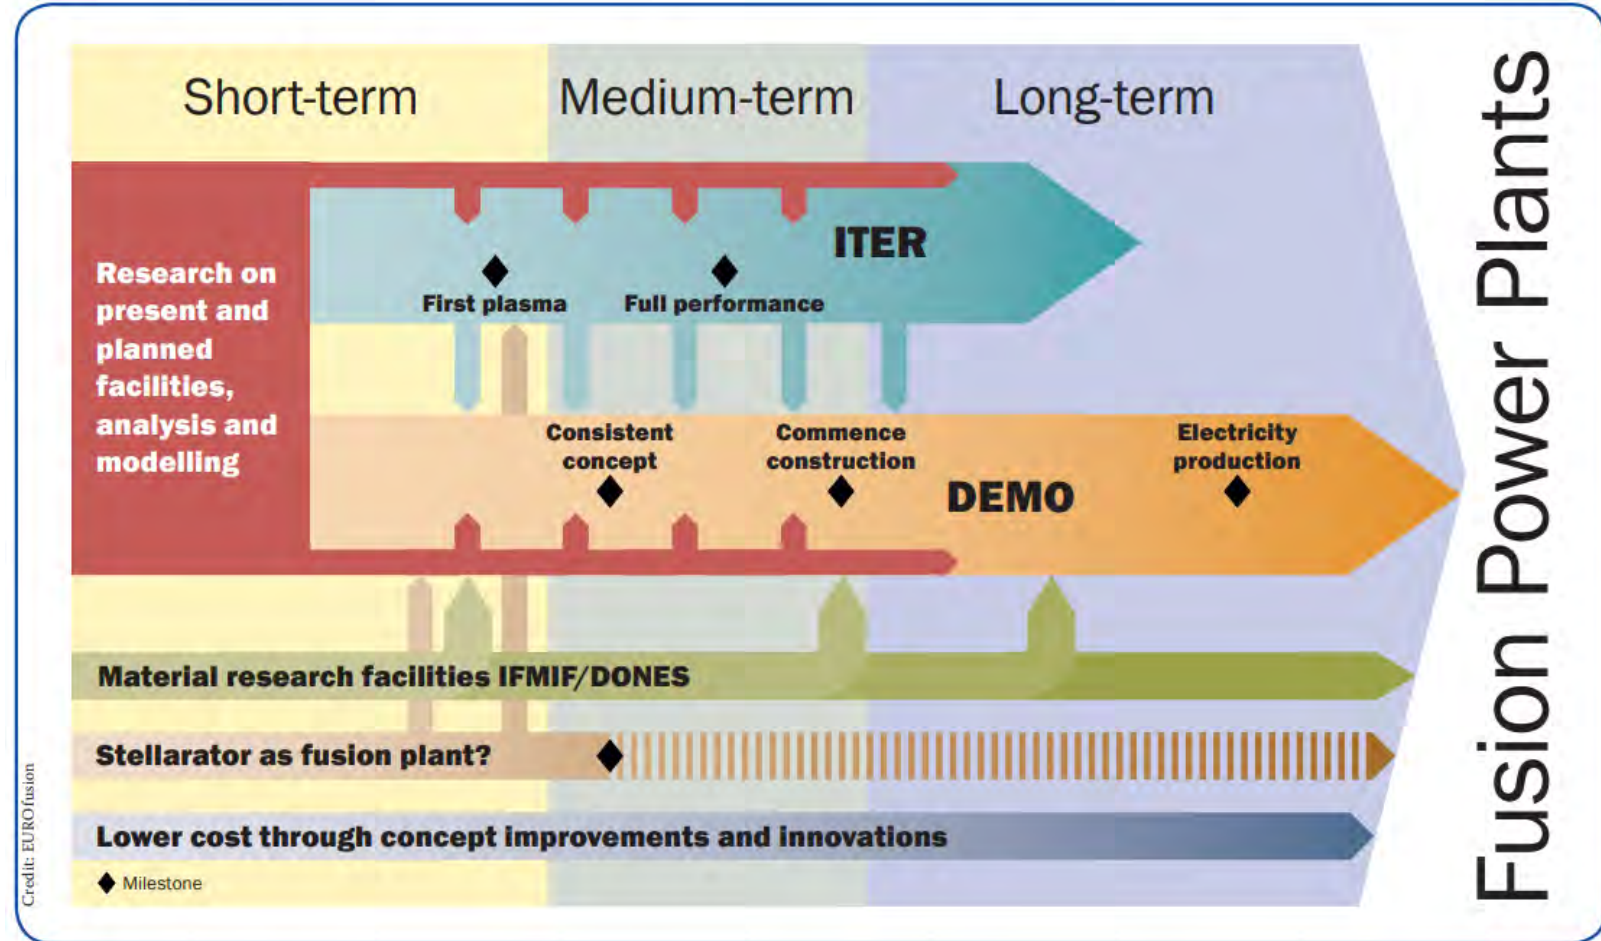 Short-term
Medium-term
Long-term
Research on
present and
planned
facilities,
analysis and
modelling
ITER
First plasma
Full performance
Consistent
concept
Commence
construction
Electricity
production
DEMO
Material research facilities IFMIF/DONES
Stellarator as fusion plant?
Lower cost through concept improvements and innovations
Milestone
Fusion Power Plants
Credit: EUROfusion